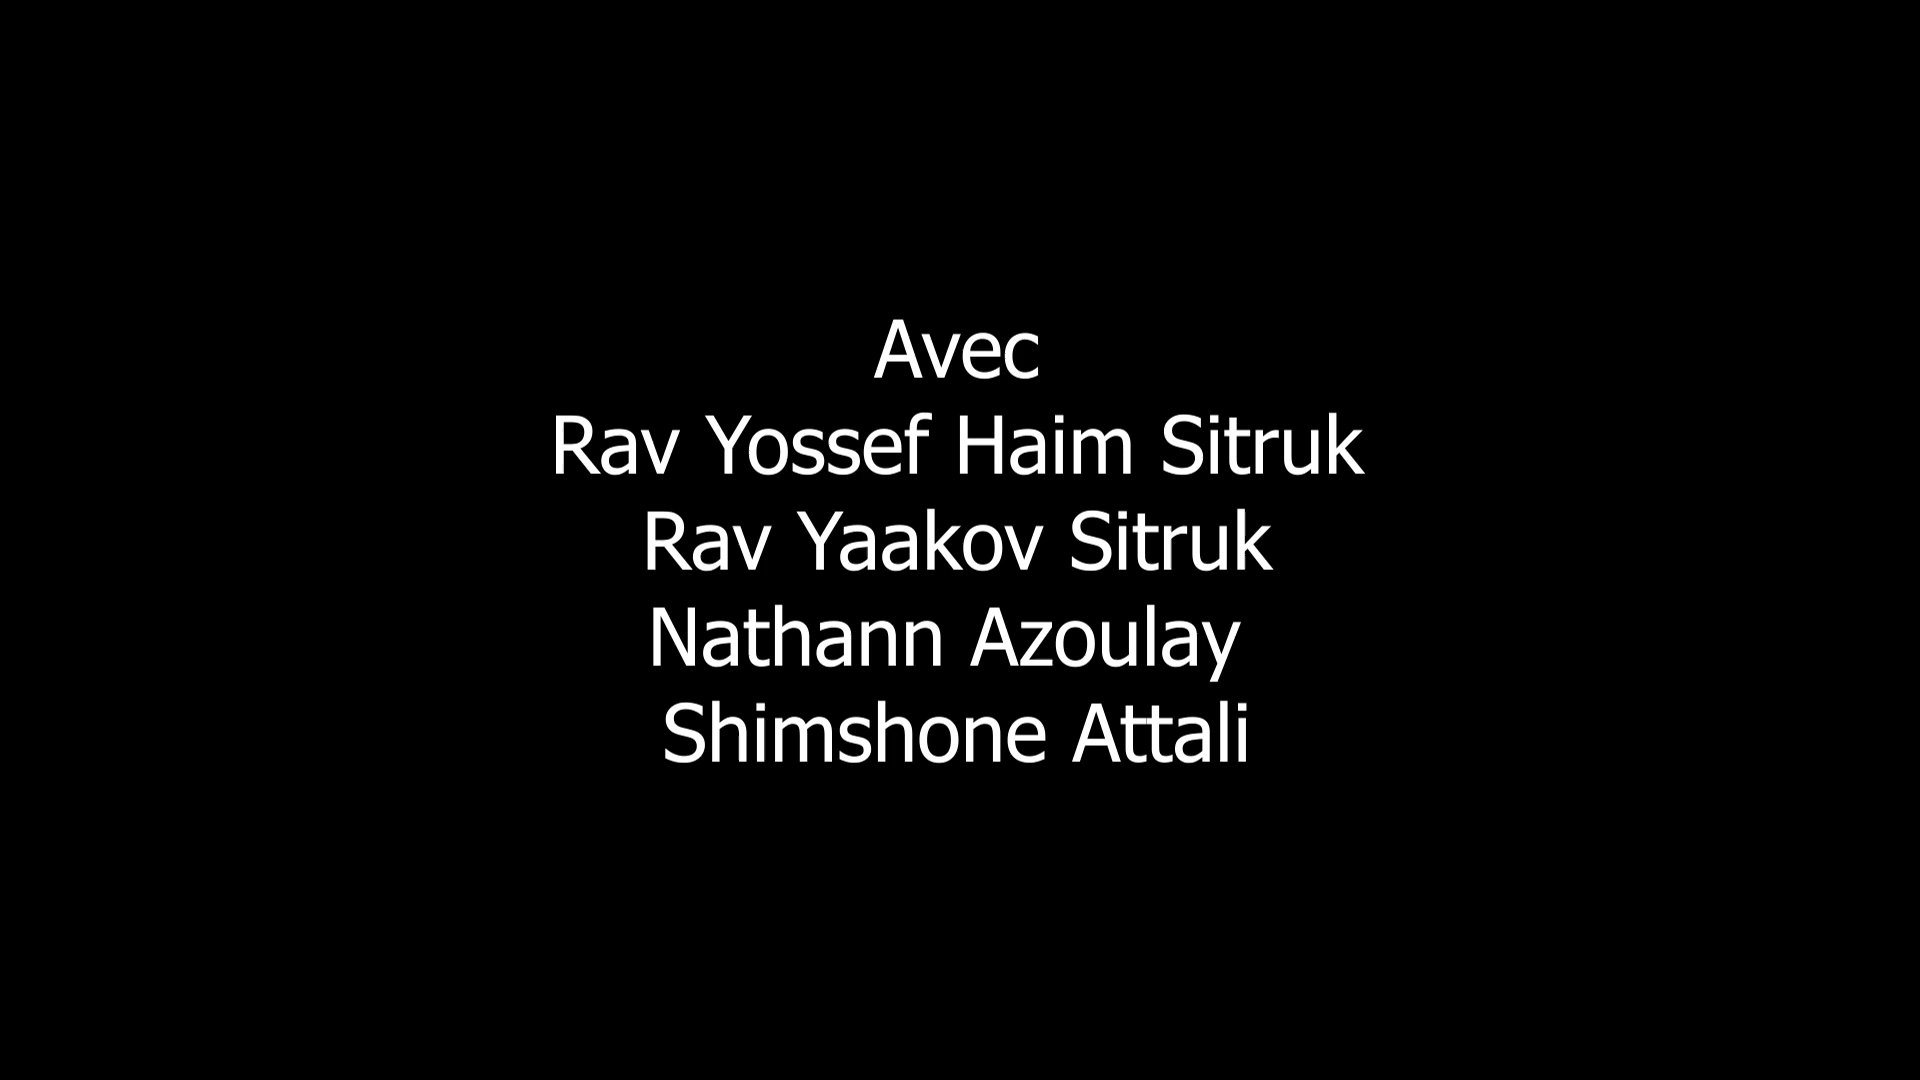 Avec
Rav Yossef Haim Sitruk
Rav Yaakov Sitruk
Nathann Azoulay
Shimshone Attali